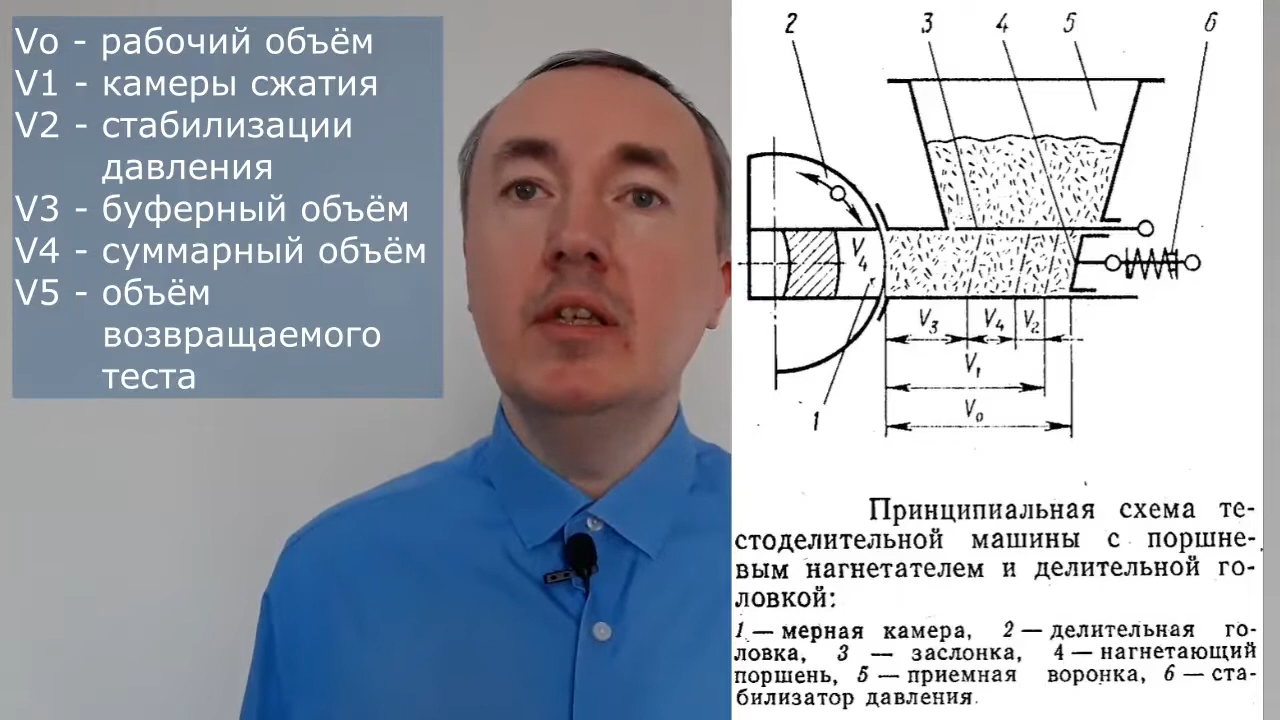 Vo - рабочий объём
V1 - камеры сжатия
V2 - стабилизации
давления
V3 - буферный объём
V4 - суммарный объём
V5 - объём
возвращаемого
теста
2 3 4 5 6
V4
V3 V4 V2
V1
1
V0
Принципиальная схема те-
стоделительной машины с поршне-
вым нагнетателем и делительной го-
ловкой:
1 — мерная камера, 2 — делительная го-
ловка, 3 — заслонка, 4 — нагнетающий
поршень, 5 — приемная воронка, 6 — ста-
билизатор давления.